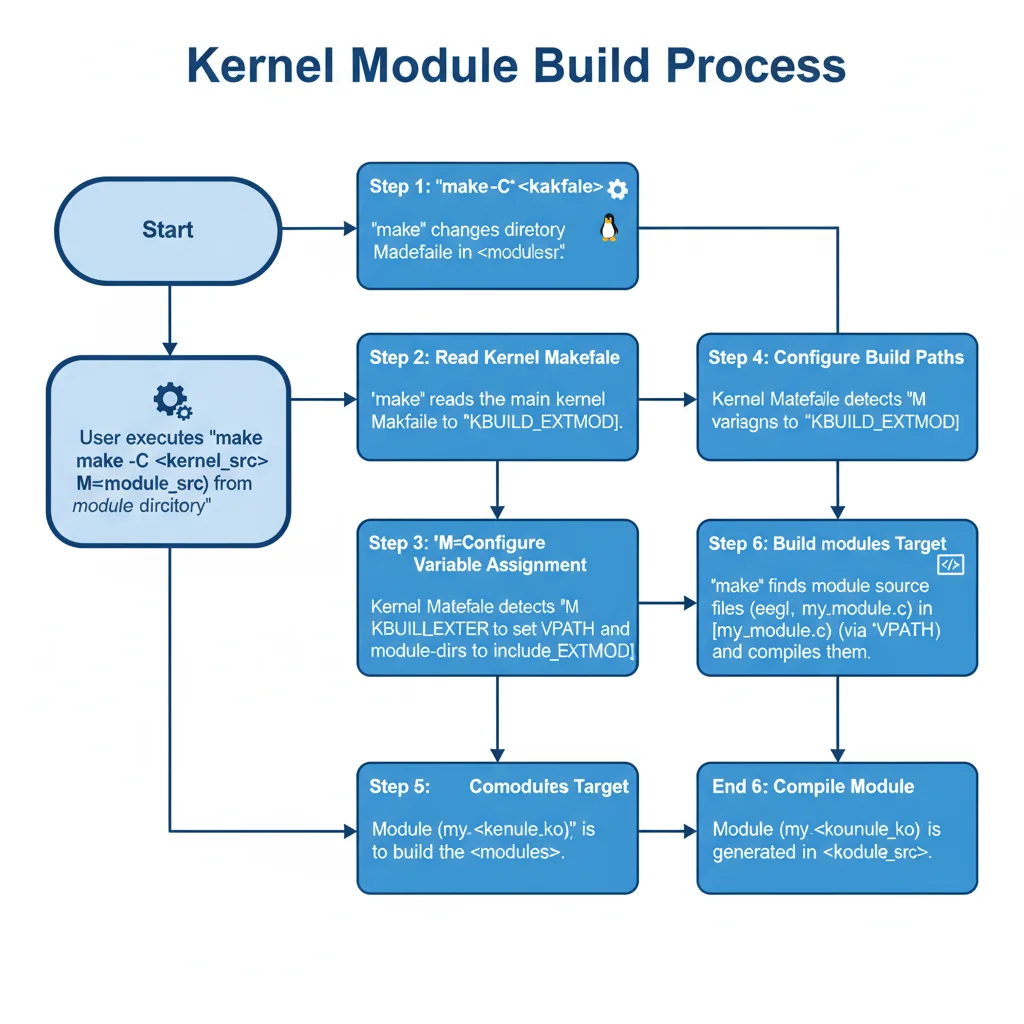 Kernel Module Build Process
Start
User executes "make
make -C <kernel_src>
M=module_src) from
module dircitory"
Step 1: "make-C" <kakfale>
"make" changes diretory
Madefaile in <modulesr."
Step 2: Read Kernel Makefale
'make" reads the main kernel
Makfaile to "KBUILD_EXTMOD].
Step 4: Configure Build Paths
Kernel Matefaile detects "M
variagns to "KBUILD_EXTMOD]
Step 3: 'M=Configure
Variable Assignment
Kernel Matefale detects "M
KBUILLEXTER to set VPATH and
module-dirs to include_EXTMOD]
Step 6: Build modules Target
</>
"make" finds module source
files (eegl, my_module.c) in
[my_module.c) (via "VPATH)
and compiles them.
Step 5: Comodules Target
Module (my-<kenule_ko)," is
to build the <modules>.
End 6: Compile Module
Module (my-<kounule_ko) is
generated in <kodule_src>.